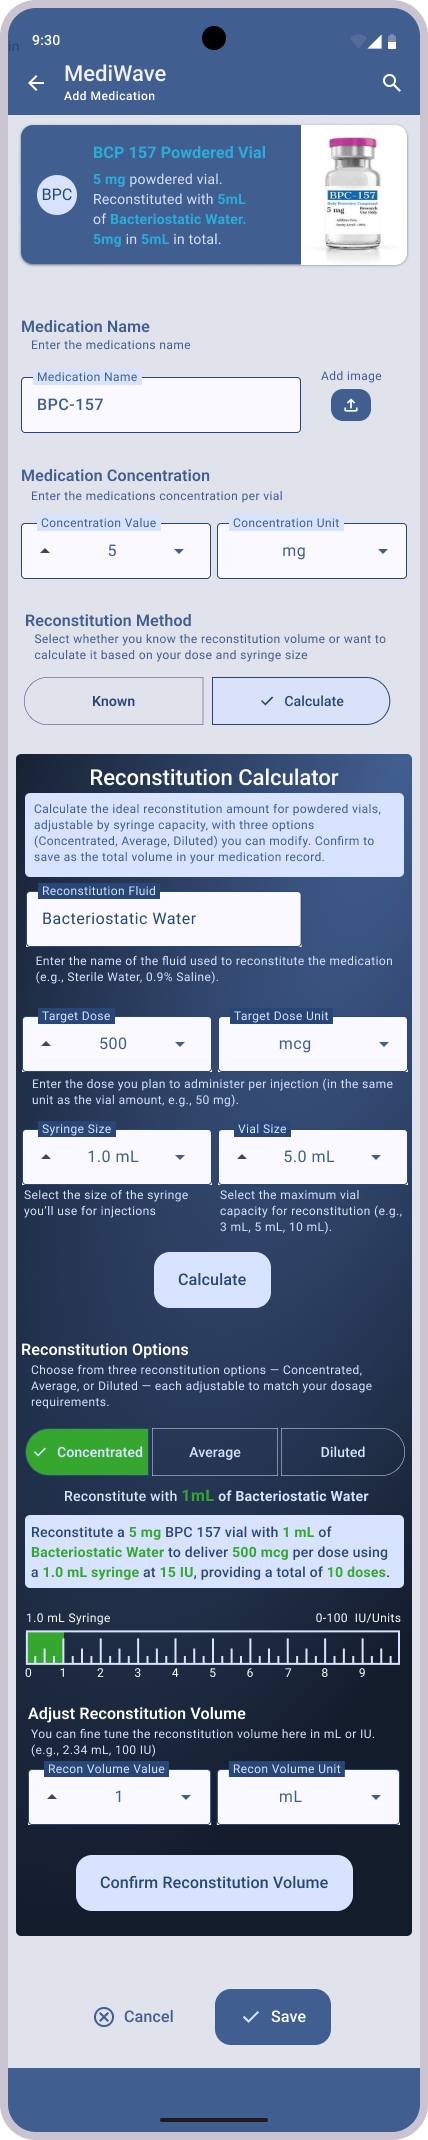 in
9:30
MediWave
Add Medication
BPC
BCP 157 Powdered Vial
5 mg powdered vial.
Reconstituted with 5mL
of Bacteriostatic Water.
5mg in 5mL in total.
BPC-157
Body Protective Compound
5 mg
Research
Use Only
Medication Name
Enter the medications name
Medication Name
BPC-157
Add image
Medication Concentration
Enter the medications concentration per vial
Concentration Value
5
Concentration Unit
mg
Reconstitution Method
Select whether you know the reconstitution volume or want to
calculate it based on your dose and syringe size
Known
Calculate
Reconstitution Calculator
Calculate the ideal reconstitution amount for powdered vials,
adjustable by syringe capacity, with three options
(Concentrated, Average, Diluted) you can modify. Confirm to
save as the total volume in your medication record.
Reconstitution Fluid
Bacteriostatic Water
Enter the name of the fluid used to reconstitute the medication
(e.g., Sterile Water, 0.9% Saline).
Target Dose
500
Target Dose Unit
mcg
Enter the dose you plan to administer per injection (in the same
unit as the vial amount, e.g., 50 mg).
Syringe Size
1.0 mL
Vial Size
5.0 mL
Select the size of the syringe
you'll use for injections
Select the maximum vial
capacity for reconstitution (e.g.,
3 mL, 5 mL, 10 mL).
Calculate
Reconstitution Options
Choose from three reconstitution options — Concentrated,
Average, or Diluted — each adjustable to match your dosage
requirements.
Concentrated
Average
Diluted
Reconstitute with 1mL of Bacteriostatic Water
Reconstitute a 5 mg BPC 157 vial with 1 mL of
Bacteriostatic Water to deliver 500 mcg per dose using
a 1.0 mL syringe at 15 IU, providing a total of 10 doses.
1.0 mL Syringe
0-100 IU/Units
0 1 2 3 4 5 6 7 8 9
Adjust Reconstitution Volume
You can fine tune the reconstitution volume here in mL or IU.
(e.g., 2.34 mL, 100 IU)
Recon Volume Value
1
Recon Volume Unit
mL
Confirm Reconstitution Volume
Cancel
Save